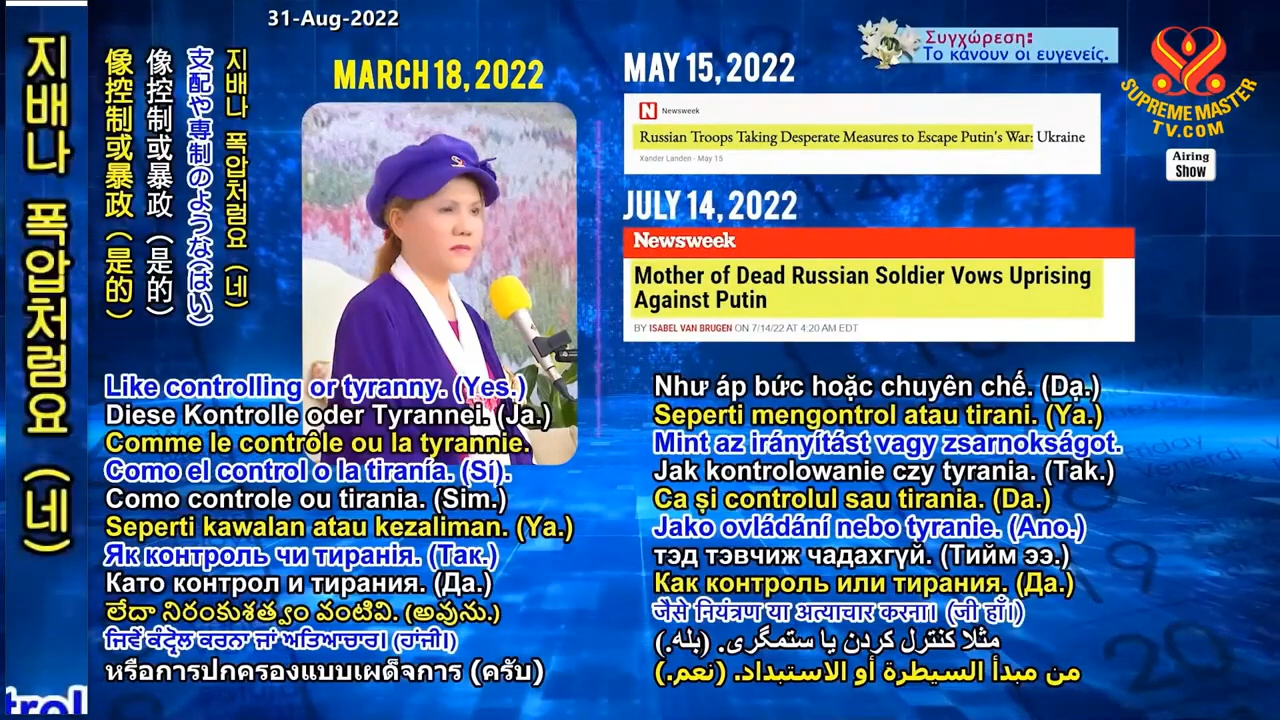 31-Aug-2022
지배나 폭압처럼요 (네)
像控制或暴政 (是的)
像控制或暴政 (是的)
支配や専制のような(はい)
지배나 폭압처럼요 (네)
MARCH 18, 2022
MAY 15, 2022
N Newsweek
Russian Troops Taking Desperate Measures to Escape Putin's War: Ukraine
Xander Landen - May 15
JULY 14, 2022
Newsweek
Mother of Dead Russian Soldier Vows Uprising
Against Putin
BY ISABEL VAN BRUGEN ON 7/14/22 AT 4:20 AM EDT
Συγχώρεση:
Το κάνουν οι ευγενείς.
SUPREME MASTER
TV.COM
Airing
Show
Like controlling or tyranny. (Yes.)
Diese Kontrolle oder Tyrannei. (Ja.)
Comme le contrôle ou la tyrannie.
Como el control o la tiranía. (Sí).
Como controle ou tirania. (Sim.)
Seperti kawalan atau kezaliman. (Ya.)
Як контроль чи тиранія. (Так.)
Като контрол и тирания. (Да.)
లేదా నిరంకుశత్వం వంటివి. (అవును.)
ਜਿਵੇਂ ਕੰਟ੍ਰੋਲ ਕਰਨਾ ਜਾਂ ਅਤਿਆਚਾਰ। (ਹਾਂਜੀ।)
หรือการปกครองแบบเผด็จการ (ครับ)
Như áp bức hoặc chuyên chế. (Dạ.)
Seperti mengontrol atau tirani. (Ya.)
Mint az irányítást vagy zsarnokságot.
Jak kontrolowanie czy tyrania. (Tak.)
Ca și controlul sau tirania. (Da.)
Jako ovládání nebo tyranie. (Ano.)
тэд тэвчиж чадахгүй. (Тийм ээ.)
Как контроль или тирания. (Да.)
जैसे नियंत्रण या अत्याचार करना। (जी हाँ।)
مثلا کنترل کردن یا ستمگری. (بله.)
من مبدأ السيطرة أو الاستبداد. (نعم.)
trol